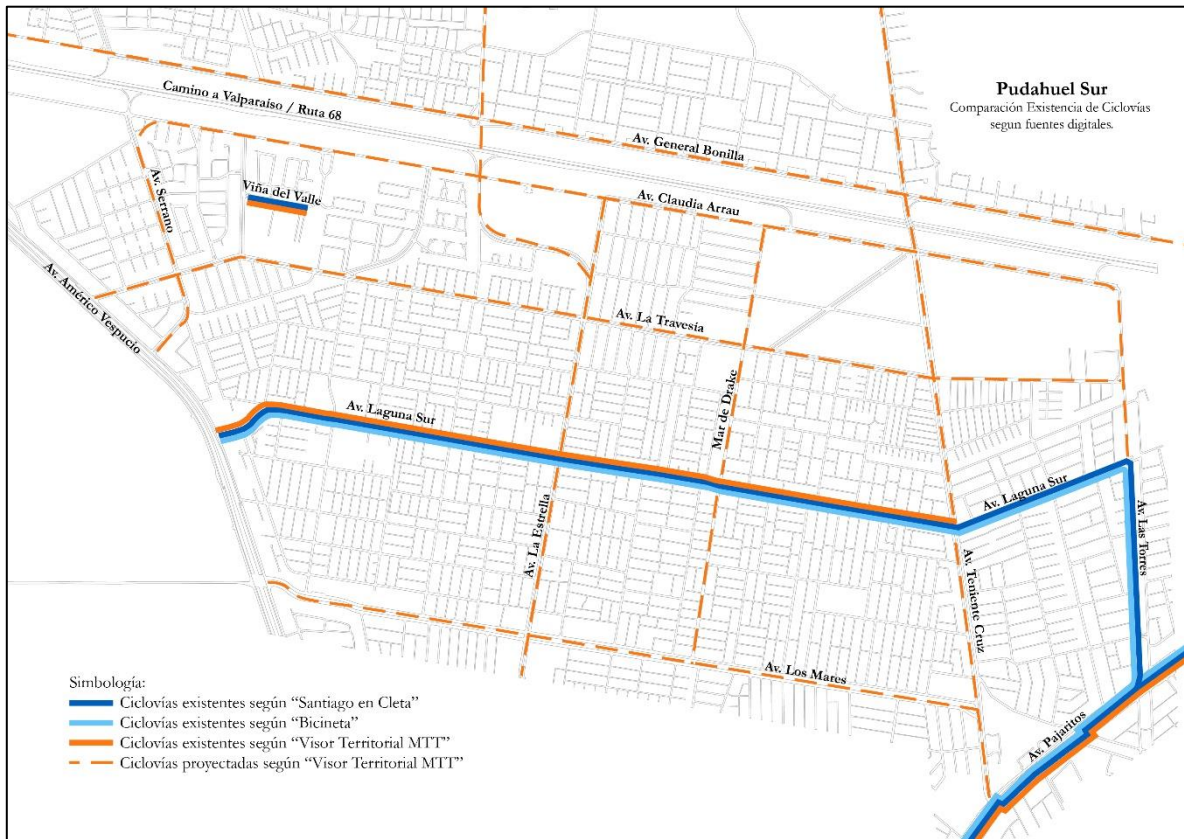 Pudahuel Sur
Comparación Existencia de Ciclovías
segun fuentes digitales.
Camino a Valparaíso / Ruta 68
Av. General Bonilla
Av. Serrano
Viña del Valle
Av. Claudia Arrau
Av. Américo Vespucio
Av. La Travesia
Mar de Drake
Av. Laguna Sur
Av. Laguna Sur
Av. Las Torres
Av. La Estrella
Av. Teniente Cruz
Av. Los Mares
Av. Pajaritos
Simbología:
Ciclovías existentes según “Santiago en Cleta”
Ciclovías existentes según “Bicineta”
Ciclovías existentes según “Visor Territorial MTT”
Ciclovías proyectadas según “Visor Territorial MTT”